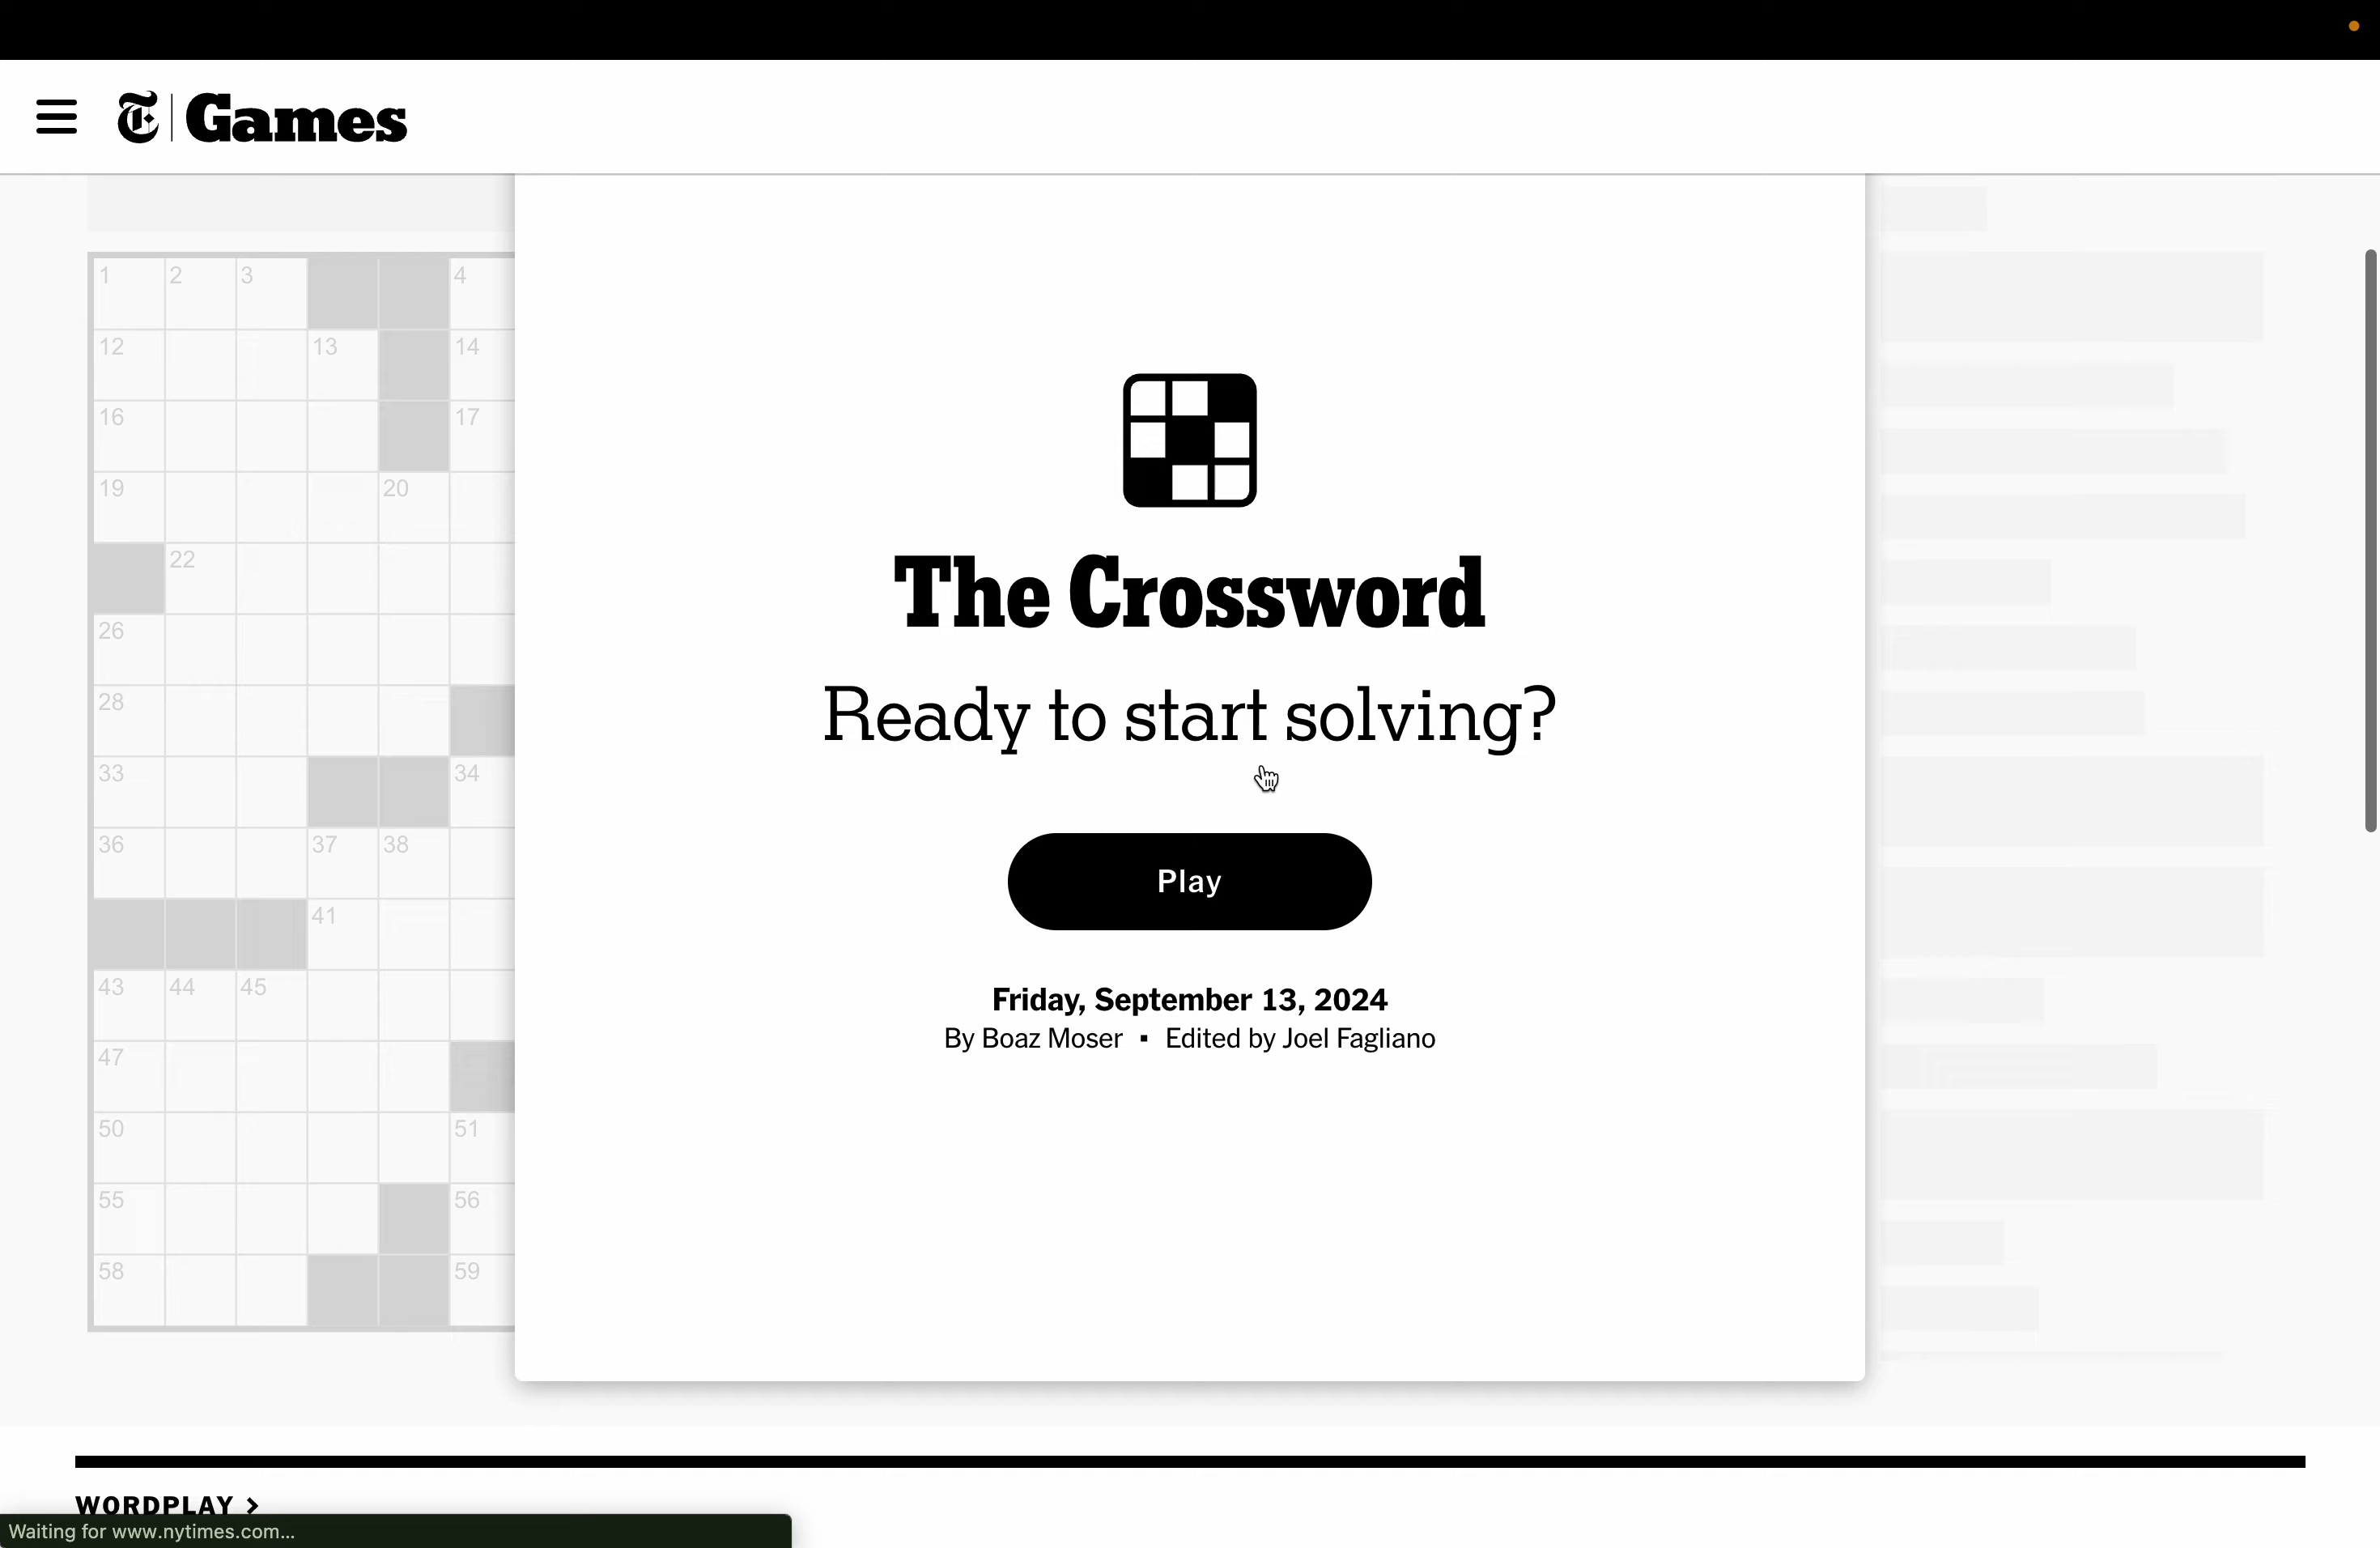 T Games
1 2 3 4
12 13 14
16 17
19 20
22
26
28
33 34
36 37 38
41
43 44 45
47
50 51
55 56
58 59
The Crossword
Ready to start solving?
Play
Friday, September 13, 2024
By Boaz Moser ▪ Edited by Joel Fagliano
WORDPLAY >
Waiting for www.nytimes.com...